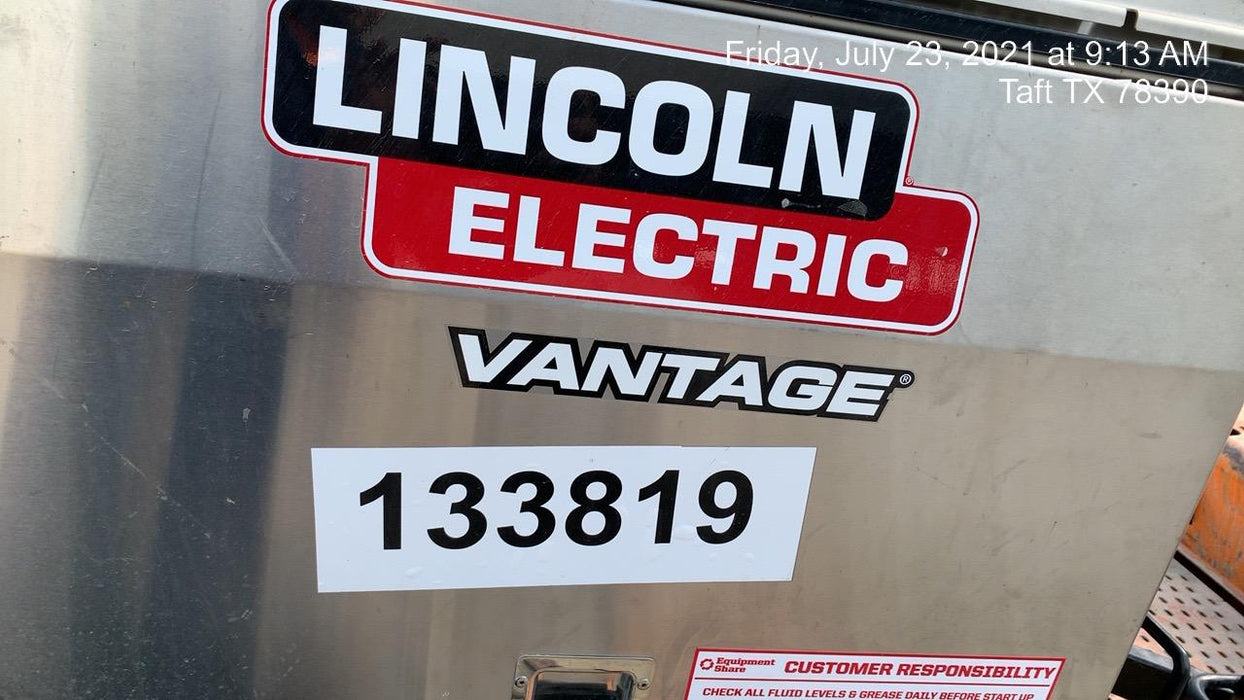 Friday, July 23, 2021 at 9:13 AM
Taft TX 78390
LINCOLN
ELECTRIC
®
VANTAGE®
133819
Equipment
Share
CUSTOMER RESPONSIBILITY
CHECK ALL FLUID LEVELS & GREASE DAILY BEFORE START UP